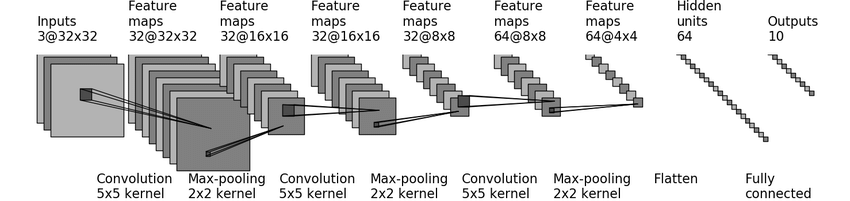 Inputs
3@32x32
Feature
maps
32@32x32
Feature
maps
32@16x16
Feature
maps
32@16x16
Feature
maps
32@8x8
Feature
maps
64@8x8
Feature
maps
64@4x4
Hidden
units
64
Outputs
10
Convolution
5x5 kernel
Max-pooling
2x2 kernel
Convolution
5x5 kernel
Max-pooling
2x2 kernel
Convolution
5x5 kernel
Max-pooling
2x2 kernel
Flatten
Fully
connected